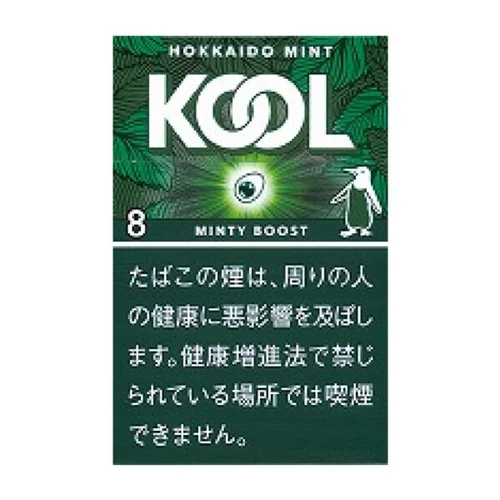 HOKKAIDO MINT
KOOL
8
MINTY BOOST
たばこの煙は、周りの人
の健康に悪影響を及ぼし
ます。健康増進法で禁じ
られている場所では喫煙
できません。